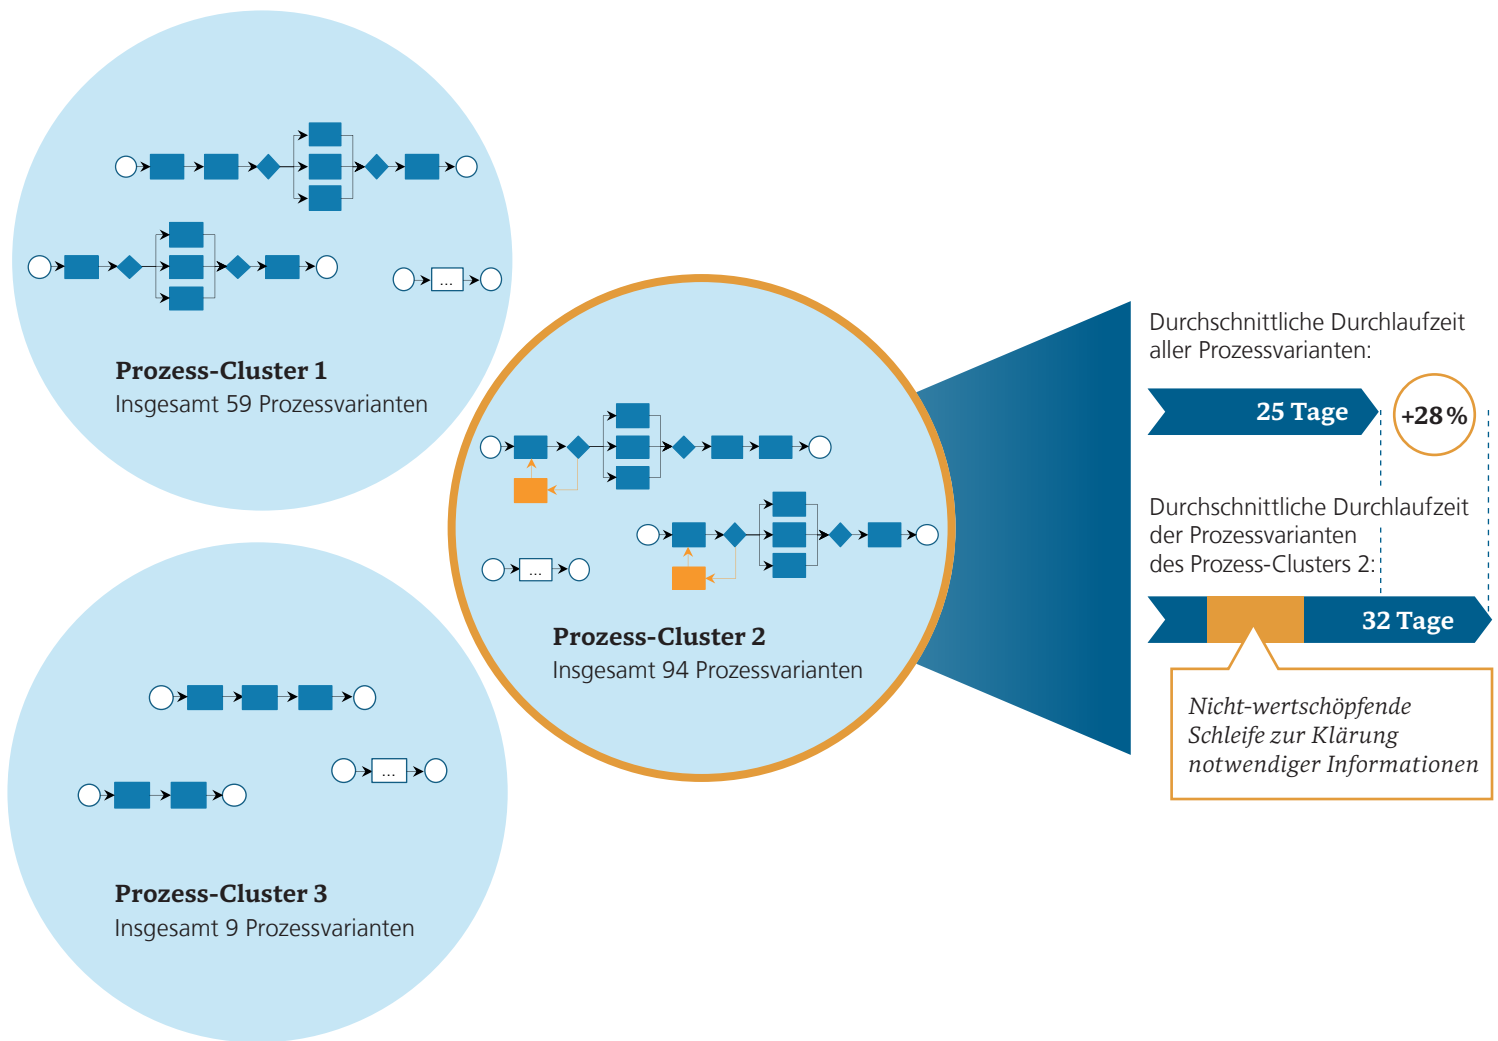 ...
Prozess-Cluster 1
Insgesamt 59 Prozessvarianten
...
Prozess-Cluster 2
Insgesamt 94 Prozessvarianten
...
Prozess-Cluster 3
Insgesamt 9 Prozessvarianten
Durchschnittliche Durchlaufzeit
aller Prozessvarianten:
25 Tage
+28 %
Durchschnittliche Durchlaufzeit
der Prozessvarianten
des Prozess-Clusters 2:
32 Tage
Nicht-wertschöpfende
Schleife zur Klärung
notwendiger Informationen